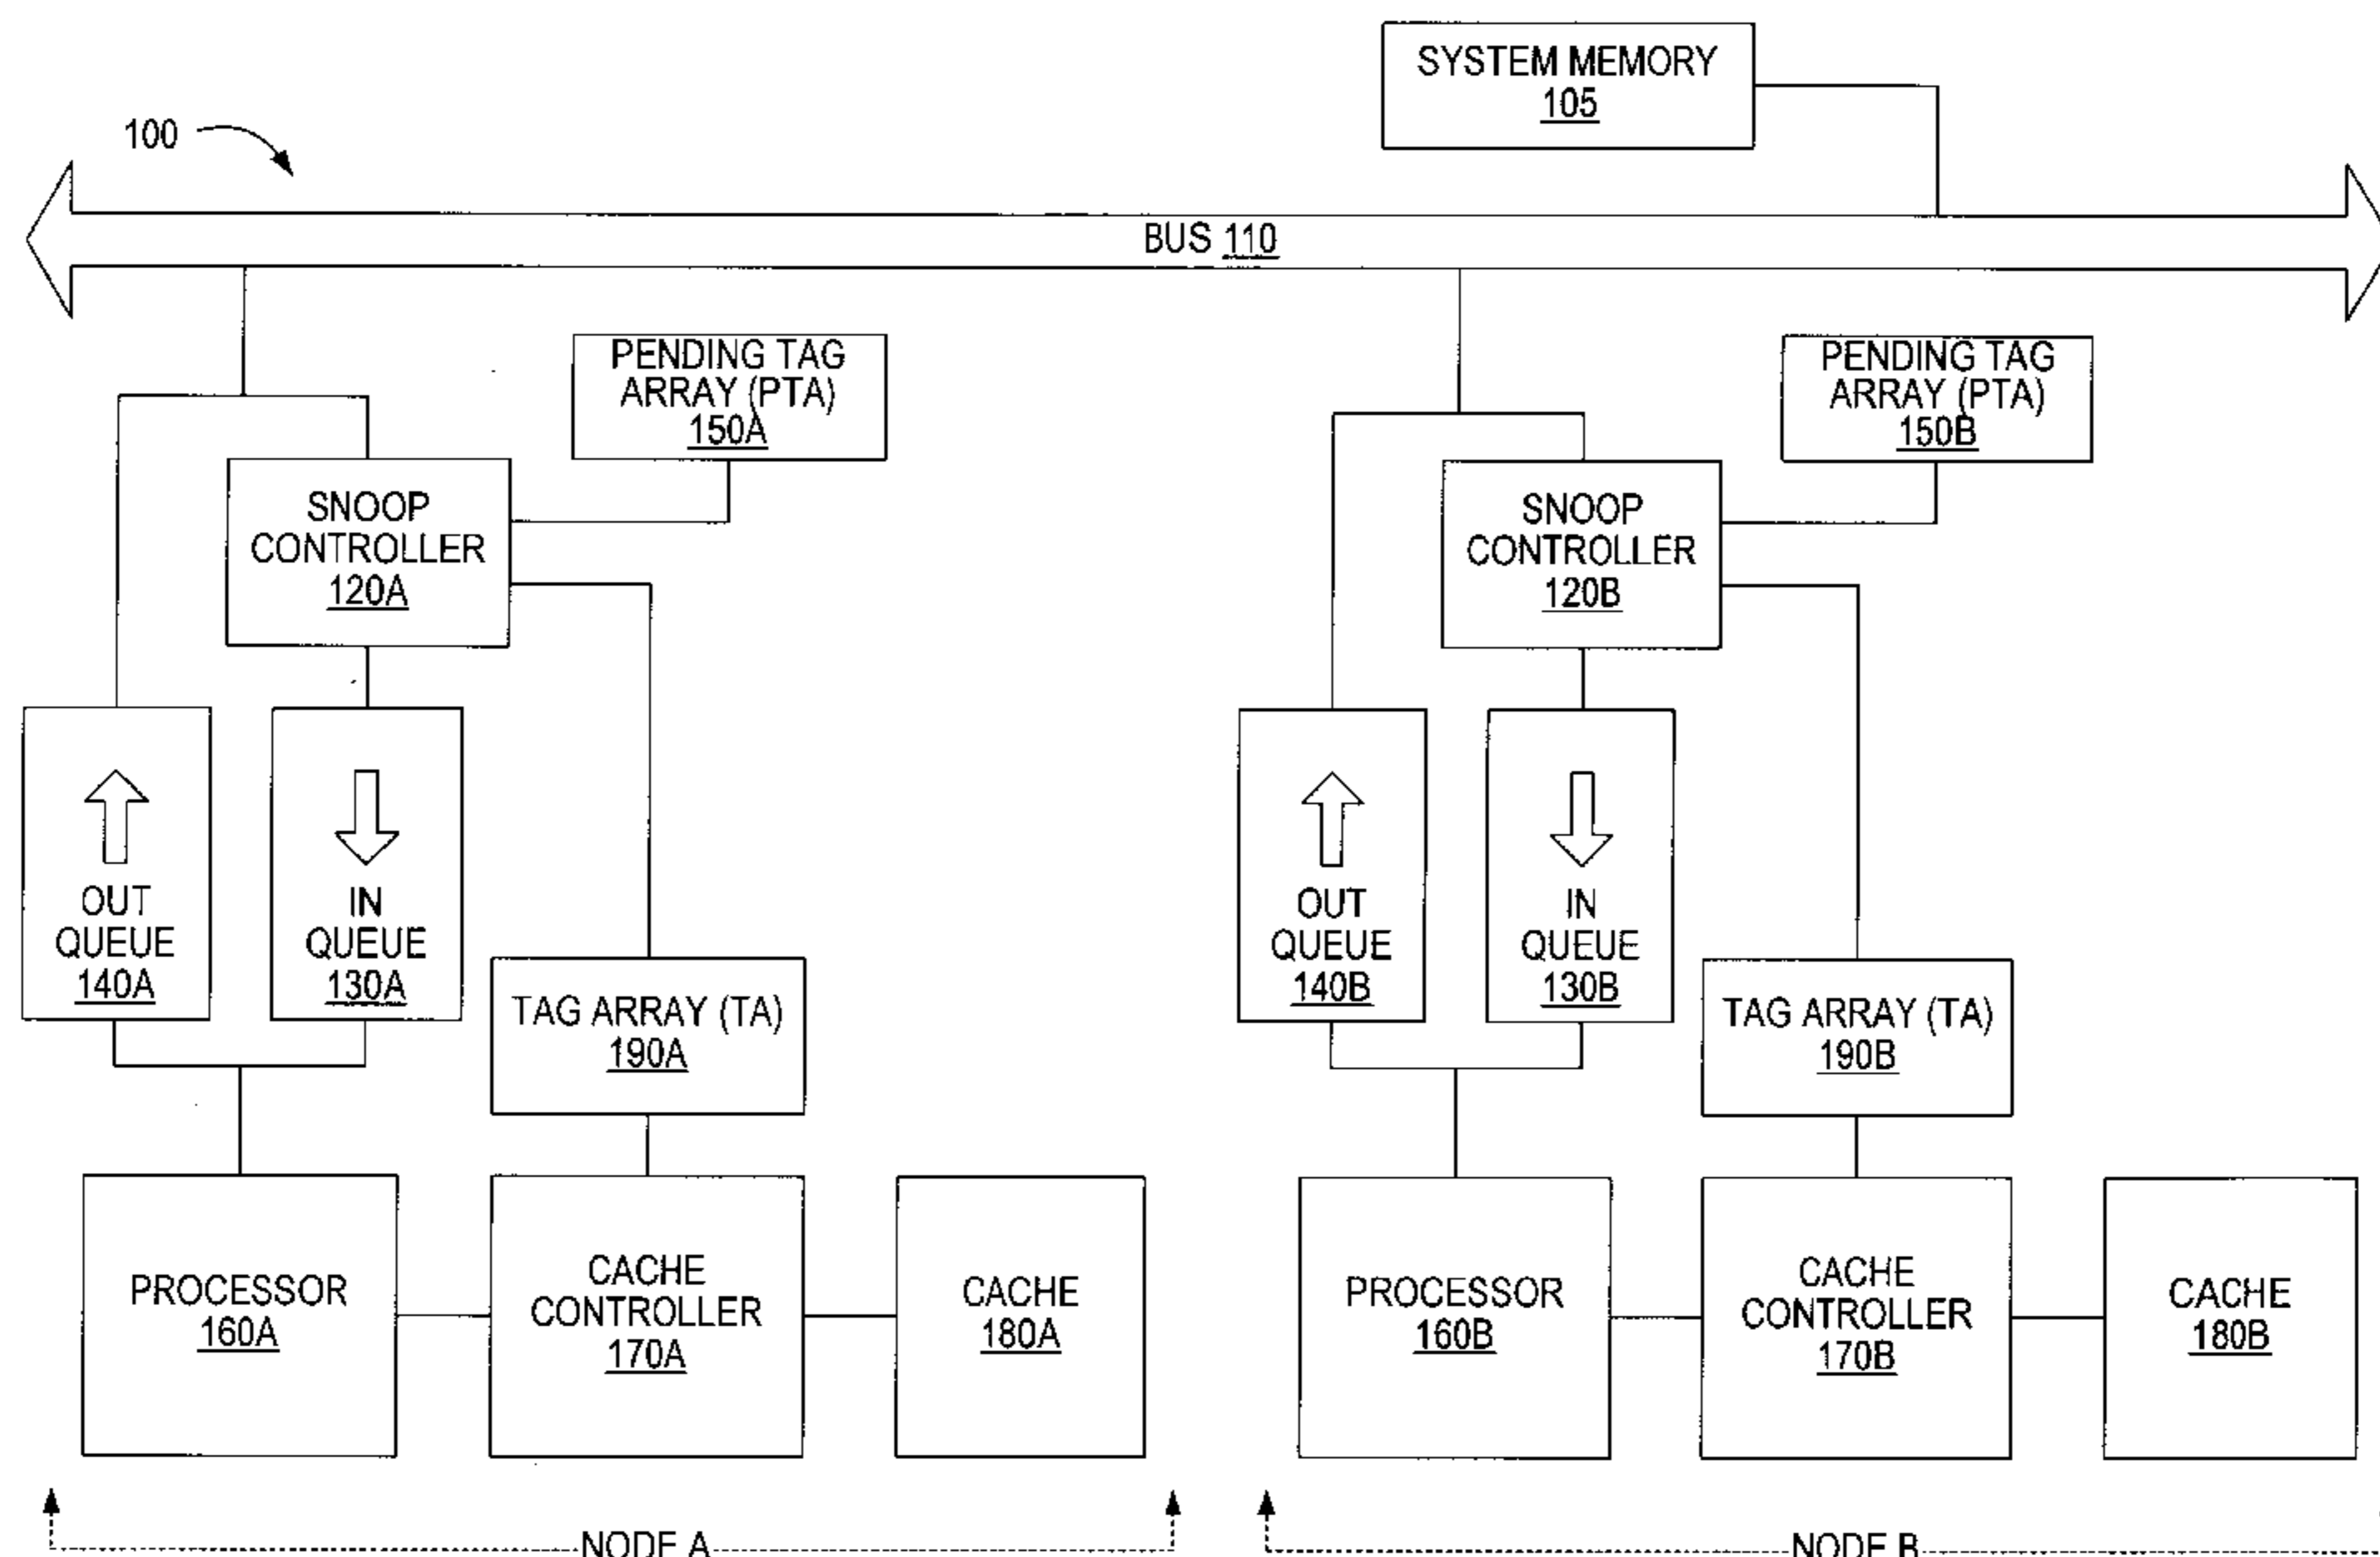 SYSTEM MEMORY
105
100
BUS 110
PENDING TAG
ARRAY (PTA)
150A
SNOOP
CONTROLLER
120A
OUT
QUEUE
140A
IN
QUEUE
130A
TAG ARRAY (TA)
190A
PROCESSOR
160A
CACHE
CONTROLLER
170A
CACHE
180A
NODE A
PENDING TAG
ARRAY (PTA)
150B
SNOOP
CONTROLLER
120B
OUT
QUEUE
140B
IN
QUEUE
130B
TAG ARRAY (TA)
190B
PROCESSOR
160B
CACHE
CONTROLLER
170B
CACHE
180B
NODE B